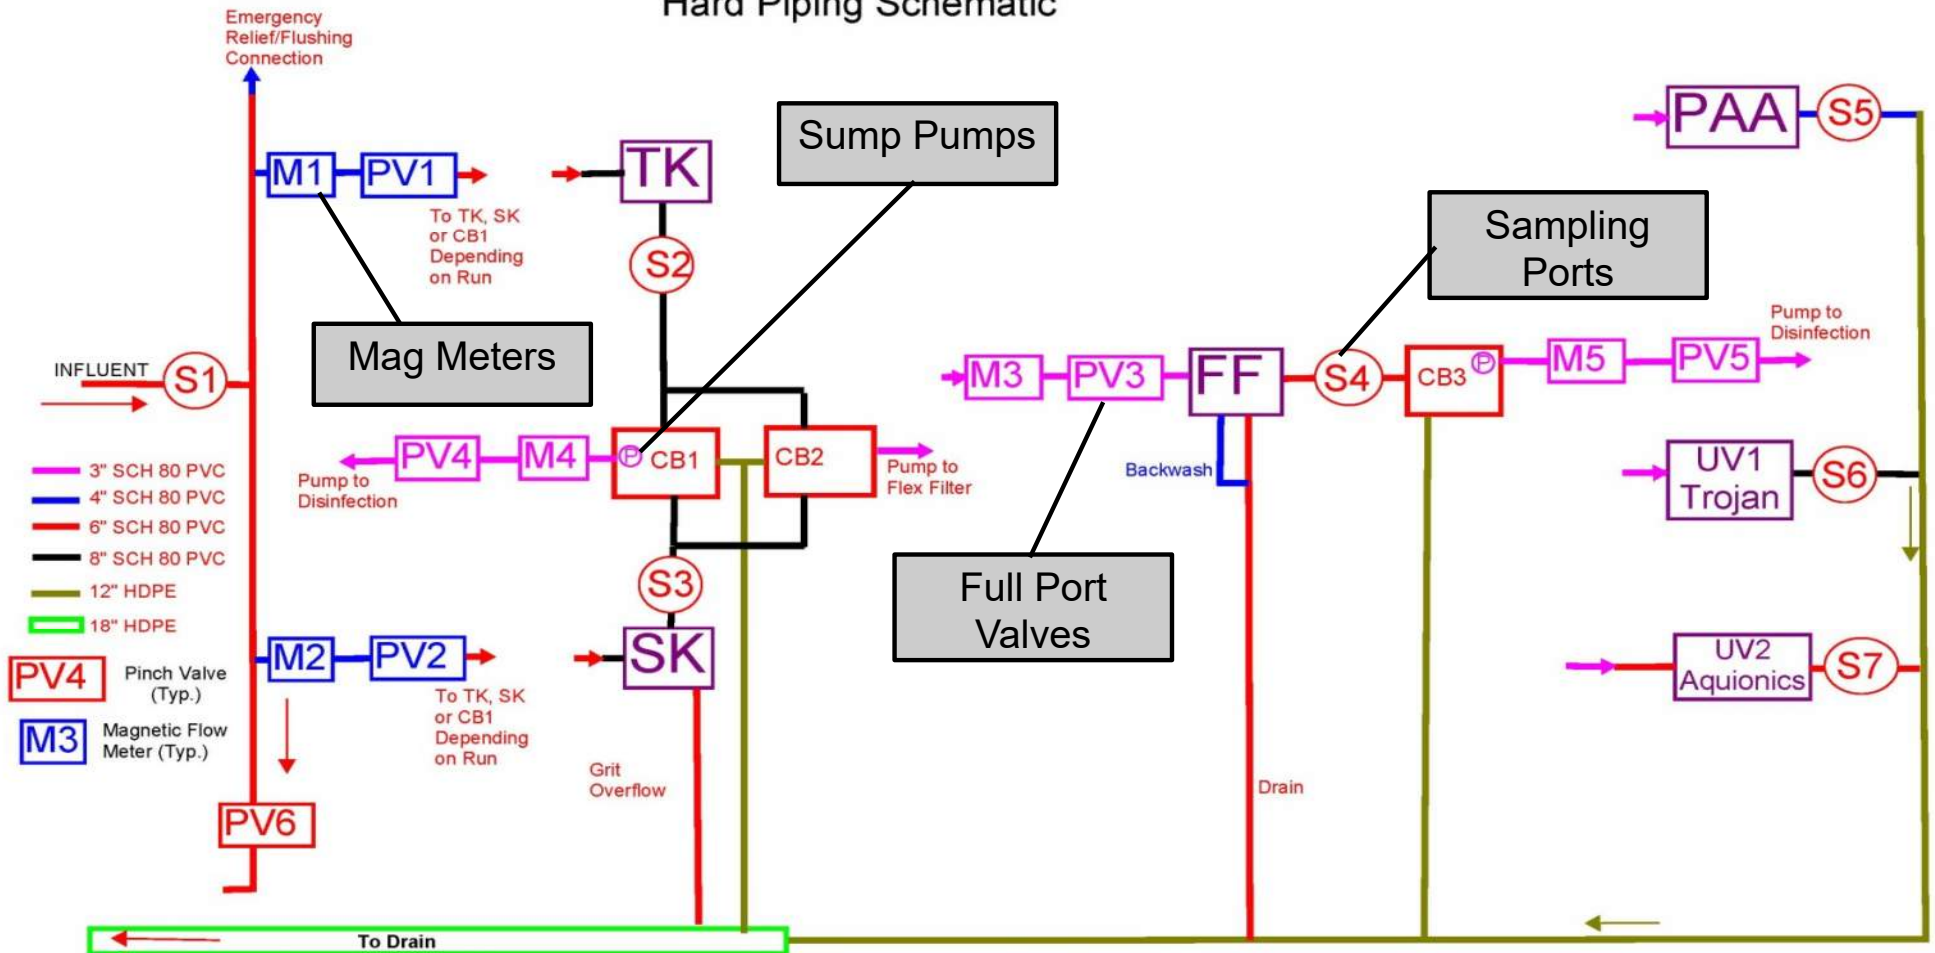 Hard Piping Schematic
Emergency
Relief/Flushing
Connection
M1
PV1
To TK, SK
or CB1
Depending
on Run
TK
S2
Sump Pumps
Mag Meters
Sampling
Ports
PAA
S5
INFLUENT
S1
M3
PV3
FF
S4
CB3
P
M5
PV5
Pump to
Disinfection
PV4
M4
P
CB1
CB2
Pump to
Disinfection
Pump to
Flex Filter
Backwash
UV1
Trojan
S6
3" SCH 80 PVC
4" SCH 80 PVC
6" SCH 80 PVC
8" SCH 80 PVC
12" HDPE
18" HDPE
S3
SK
Full Port
Valves
UV2
Aquionics
S7
M2
PV2
To TK, SK
or CB1
Depending
on Run
PV4
Pinch Valve
(Typ.)
M3
Magnetic Flow
Meter (Typ.)
Grit
Overflow
Drain
PV6
To Drain